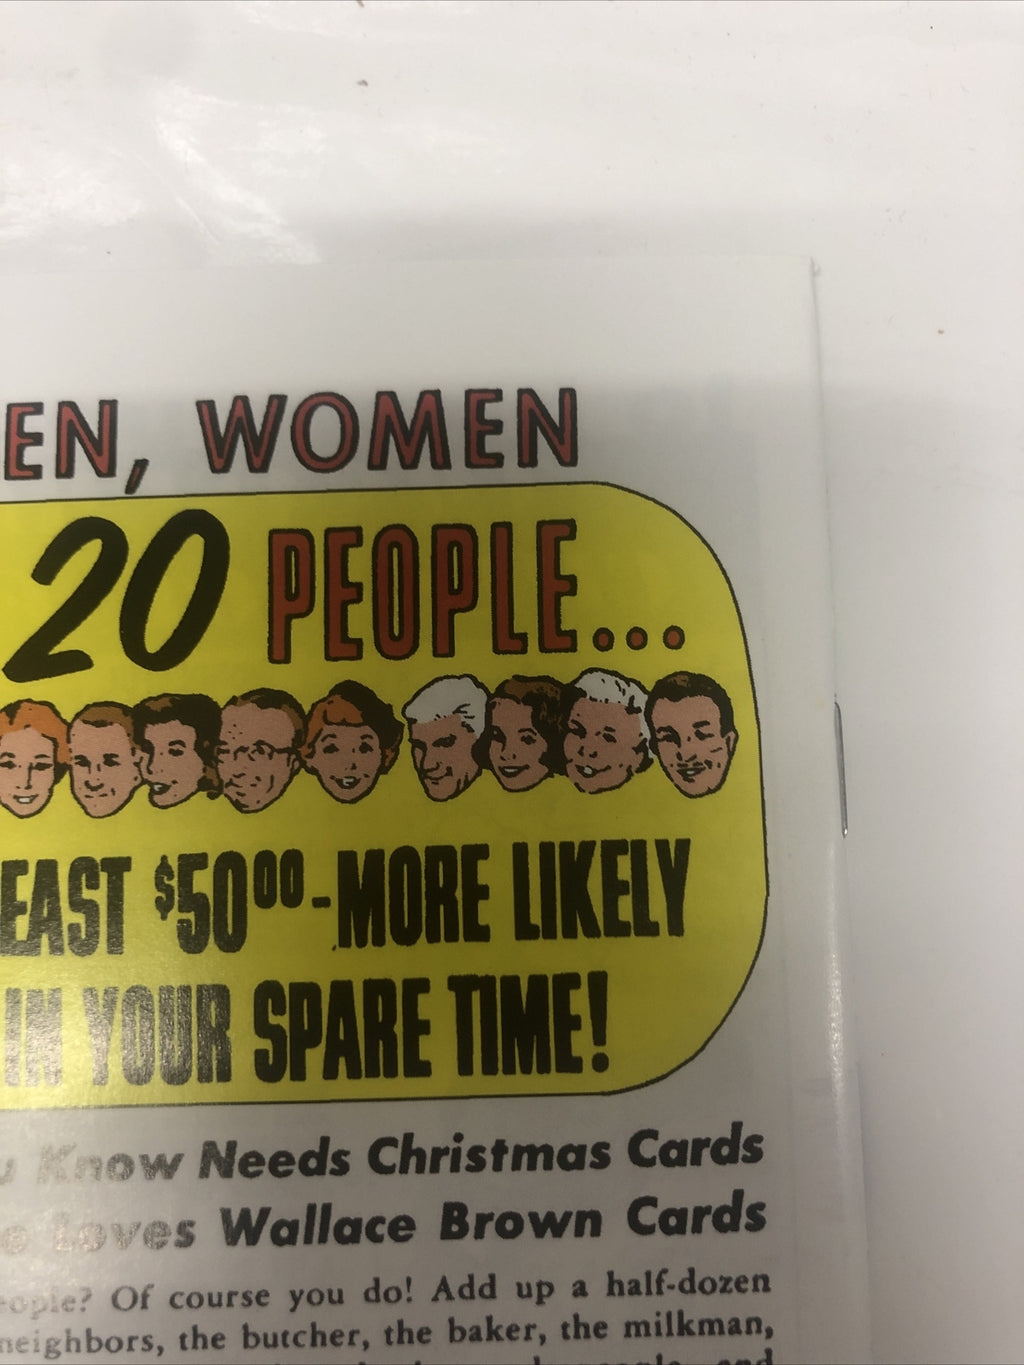 EN, WOMEN
20 PEOPLE...
EAST $50⁰⁰-MORE LIKELY
IN YOUR SPARE TIME!
u Know Needs Christmas Cards
e Loves Wallace Brown Cards
eople? Of course you do! Add up a half-dozen
neighbors, the butcher, the baker, the milkman,